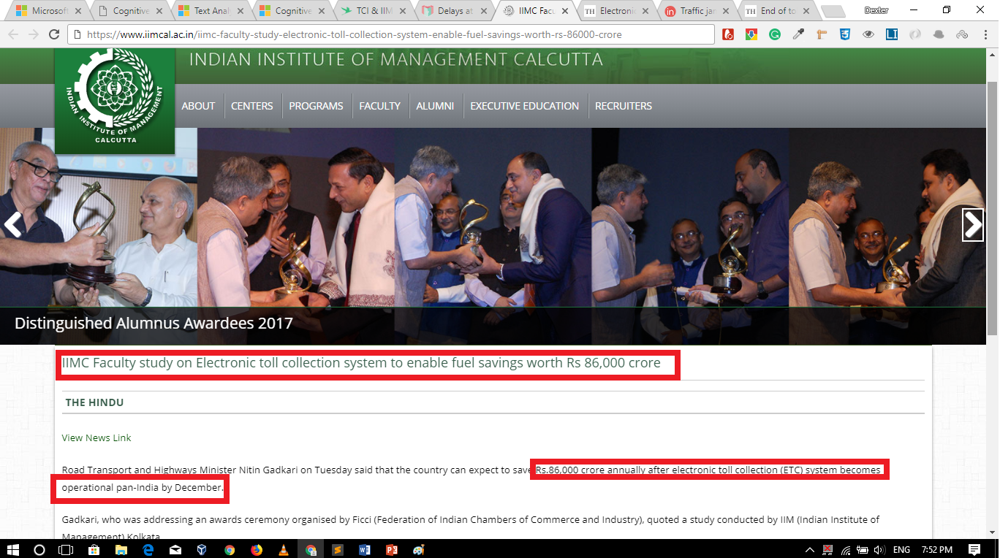 Microsoft
Cognitive
Text Anal
Cognitive
TCI & IIM
Delays at
IIMC Facu
TH Electroni
in Traffic jar
TH End of to
Dexter
https://www.iimcal.ac.in/iimc-faculty-study-electronic-toll-collection-system-enable-fuel-savings-worth-rs-86000-crore
INDIAN INSTITUTE OF MANAGEMENT CALCUTTA
INDIAN INSTITUTE OF MANAGEMENT
CALCUTTA
ABOUT CENTERS PROGRAMS FACULTY ALUMNI EXECUTIVE EDUCATION RECRUITERS
Distinguished Alumnus Awardees 2017
IIMC Faculty study on Electronic toll collection system to enable fuel savings worth Rs 86,000 crore
THE HINDU
View News Link
Road Transport and Highways Minister Nitin Gadkari on Tuesday said that the country can expect to save Rs.86,000 crore annually after electronic toll collection (ETC) system becomes
operational pan-India by December.
Gadkari, who was addressing an awards ceremony organised by Ficci (Federation of Indian Chambers of Commerce and Industry), quoted a study conducted by IIM (Indian Institute of
Management) Kolkata
ENG 7:52 PM